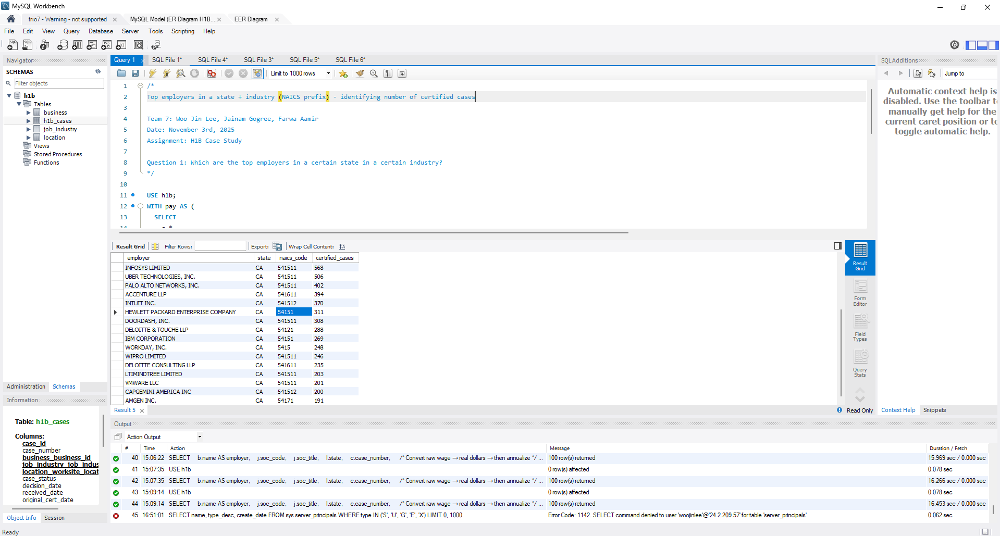 MySQL Workbench
trio7 - Warning - not supported
MySQL Model (ER Diagram H1B....
EER Diagram
File Edit View Query Database Server Tools Scripting Help
Navigator
SCHEMAS
Filter objects
h1b
Tables
business
h1b_cases
job_industry
location
Views
Stored Procedures
Functions
Administration Schemas
Information
Table: h1b_cases
Columns:
case_id
case_number
business_business_id
job_industry_job_indus
location_worksite_locat
case_status
decision_date
received_date
original_cert_date
Object Info Session
Query 1 SQL File 1* SQL File 4* SQL File 3* SQL File 5* SQL File 6*
Limit to 1000 rows
1 /*
2 Top employers in a state + industry (NAICS prefix) - identifying number of certified cases
3
4 Team 7: Woo Jin Lee, Jainam Gogree, Farwa Aamir
5 Date: November 3rd, 2025
6 Assignment: H1B Case Study
7
8 Question 1: Which are the top employers in a certain state in a certain industry?
9 */
10
11 USE h1b;
12 WITH pay AS (
13 SELECT
14 c.*
Result Grid Filter Rows: Export: Wrap Cell Content:
employer state naics_code certified_cases
INFOSYS LIMITED CA 541511 568
UBER TECHNOLOGIES, INC. CA 541511 506
PALO ALTO NETWORKS, INC. CA 541511 402
ACCENTURE LLP CA 541611 394
INTUIT INC. CA 541512 370
HEWLETT PACKARD ENTERPRISE COMPANY CA 54151 311
DOORDASH, INC. CA 541511 308
DELOITTE & TOUCHE LLP CA 54121 288
IBM CORPORATION CA 54151 269
WORKDAY, INC. CA 5415 248
WIPRO LIMITED CA 541511 246
DELOITTE CONSULTING LLP CA 541611 235
LTIMINDTREE LIMITED CA 541511 203
VMWARE LLC CA 541511 201
CAPGEMINI AMERICA INC CA 541512 200
AMGEN INC. CA 54171 191
Result Grid
Form Editor
Field Types
Query Stats
Result 5
Read Only
SQLAdditions
Jump to
Automatic context help is
disabled. Use the toolbar to
manually get help for the
current caret position or to
toggle automatic help.
Context Help Snippets
Output
Action Output
# Time Action Message Duration / Fetch
40 15:06:22 SELECT b.name AS employer, j.soc_code, j.soc_title, l.state, c.case_number, /* Convert raw wage → real dollars → then annualize */ ... 100 row(s) returned 15.969 sec / 0.000 sec
41 15:07:35 USE h1b 0 row(s) affected 0.078 sec
42 15:07:35 SELECT b.name AS employer, j.soc_code, j.soc_title, l.state, c.case_number, /* Convert raw wage → real dollars → then annualize */ ... 100 row(s) returned 16.266 sec / 0.000 sec
43 15:09:14 USE h1b 0 row(s) affected 0.078 sec
44 15:09:14 SELECT b.name AS employer, j.soc_code, j.soc_title, l.state, c.case_number, /* Convert raw wage → real dollars → then annualize */ ... 100 row(s) returned 16.453 sec / 0.000 sec
45 16:51:01 SELECT name, type_desc, create_date FROM sys.server_principals WHERE type IN ('S', 'U', 'G', 'E', 'X') LIMIT 0, 1000 Error Code: 1142. SELECT command denied to user 'woojinlee'@'24.2.209.57' for table 'server_principals' 0.062 sec
Ready